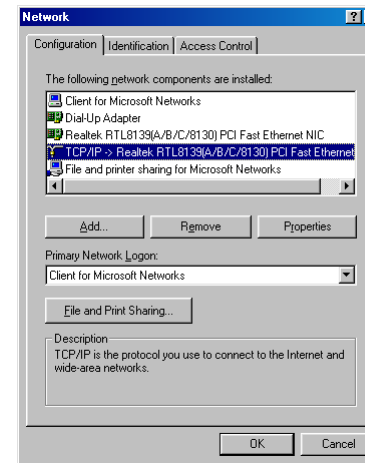 Network
Configuration Identification Access Control
The following network components are installed:
Client for Microsoft Networks
Dial-Up Adapter
Realtek RTL8139(A/B/C/8130) PCI Fast Ethernet NIC
TCP/IP -> Realtek RTL8139(A/B/C/8130) PCI Fast Ethernet
File and printer sharing for Microsoft Networks
Add... Remove Properties
Primary Network Logon:
Client for Microsoft Networks
File and Print Sharing...
Description
TCP/IP is the protocol you use to connect to the Internet and
wide-area networks.
OK Cancel